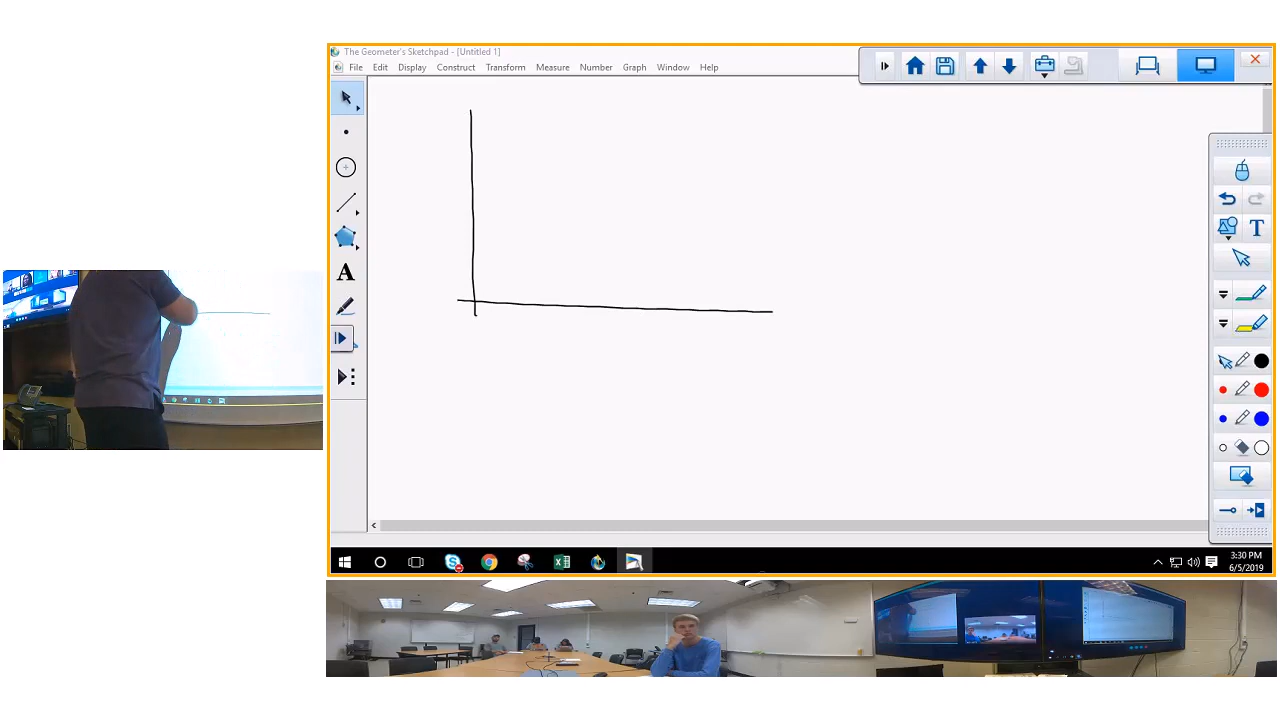 The Geometer's Sketchpad - [Untitled 1]
File Edit Display Construct Transform Measure Number Graph Window Help
A
T
3:30 PM
6/5/2019